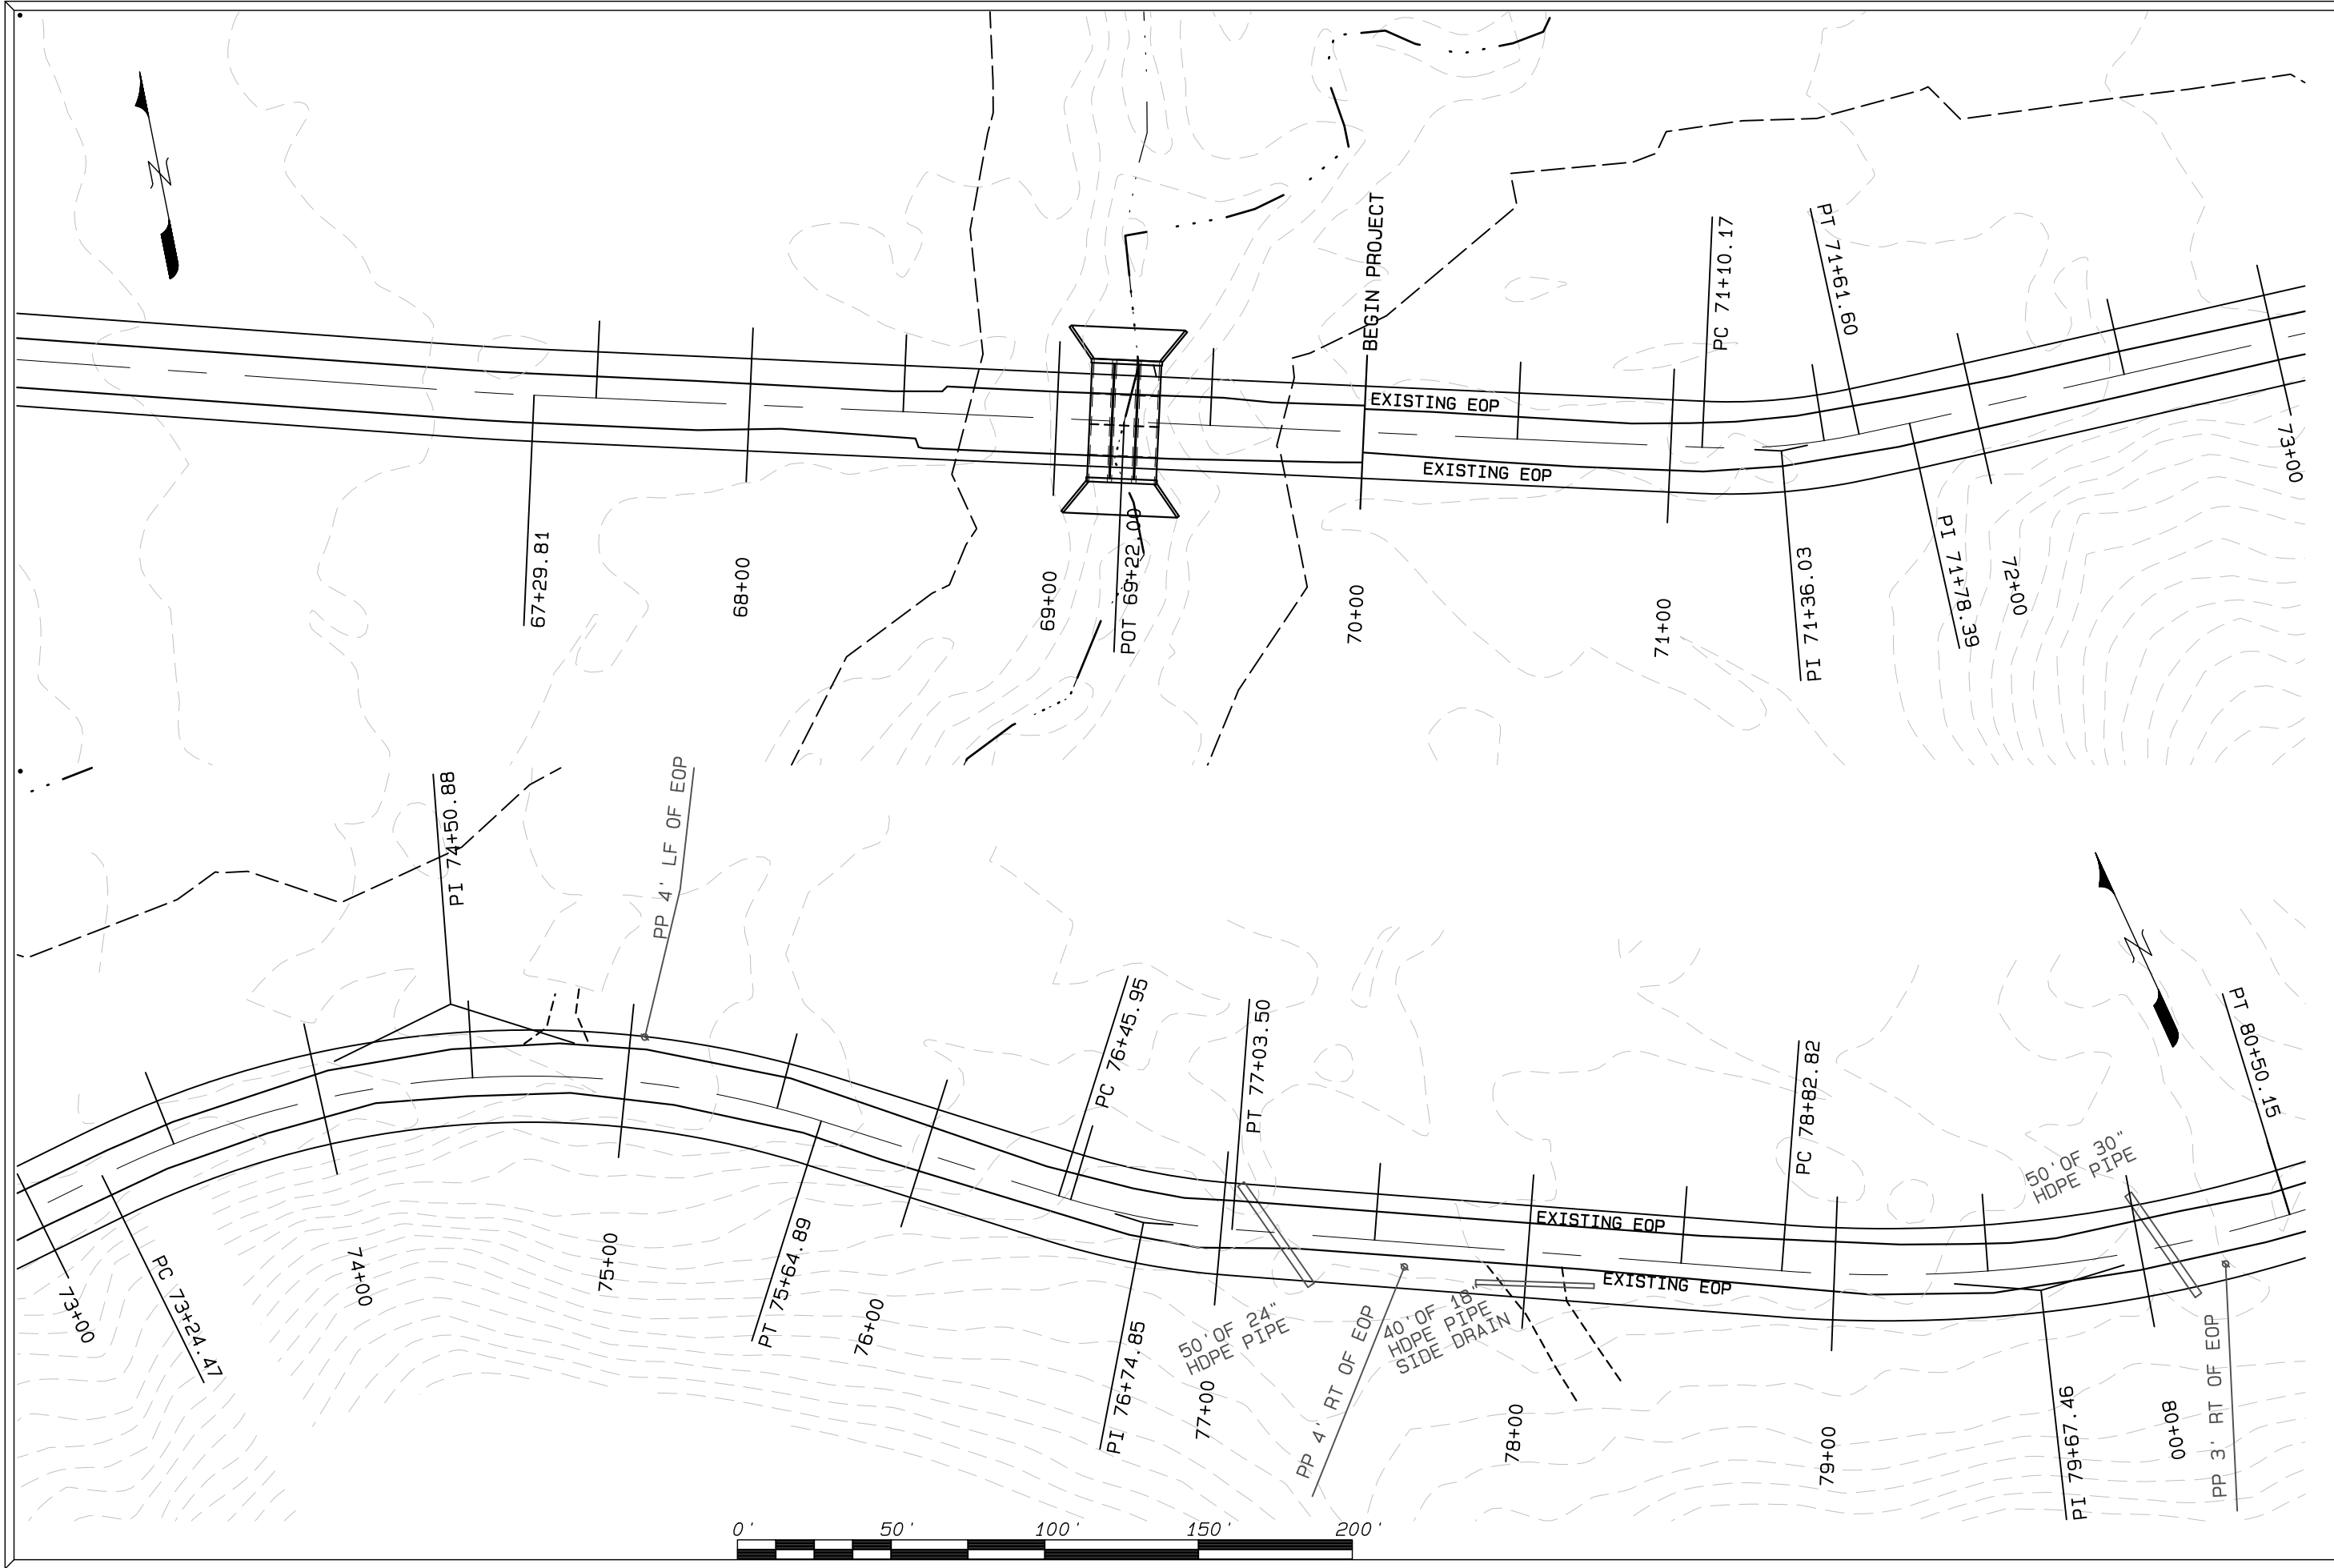 BEGIN PROJECT
PC 71+10.17
PT 71+61.60
EXISTING EOP
EXISTING EOP
73+00
67+29.81
68+00
69+00
POT 69+22.00
70+00
71+00
PI 71+36.03
PI 71+78.39
72+00
PI 74+50.88
PP 4' LF OF EOP
PC 76+45.95
PT 77+03.50
PC 78+82.82
PT 80+50.15
50'OF 30"
HDPE PIPE
EXISTING EOP
EXISTING EOP
73+00
PC 73+24.47
74+00
75+00
PT 75+64.89
76+00
PI 76+74.85
50'OF 24"
HDPE PIPE
77+00
PP 4' RT OF EOP
40'OF 18"
HDPE PIPE
SIDE DRAIN
78+00
79+00
PI 79+67.46
80+00
PP 3' RT OF EOP
0' 50' 100' 150' 200'
N
N